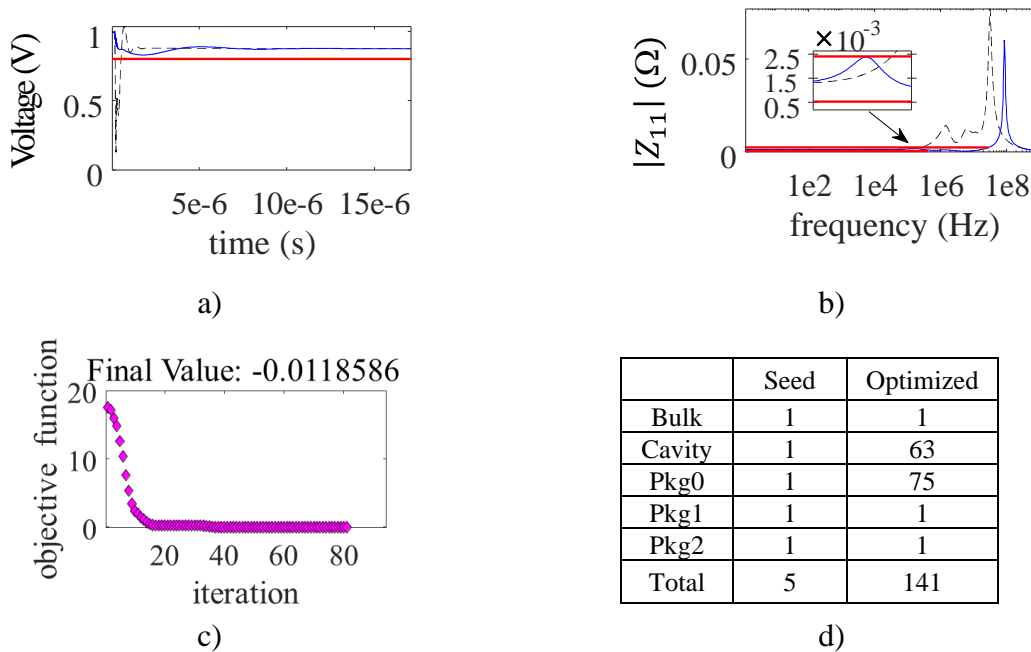 1
0.5
0
Voltage (V)
5e-6 10e-6 15e-6
time (s)
a)
0.05
0
|Z11| (Ω)
× 10-3
2.5
1.5
0.5
1e2 1e4 1e6 1e8
frequency (Hz)
b)
Final Value: -0.0118586
20
10
0
objective function
20 40 60 80
iteration
c)
Seed Optimized
Bulk 1 1
Cavity 1 63
Pkg0 1 75
Pkg1 1 1
Pkg2 1 1
Total 5 141
d)